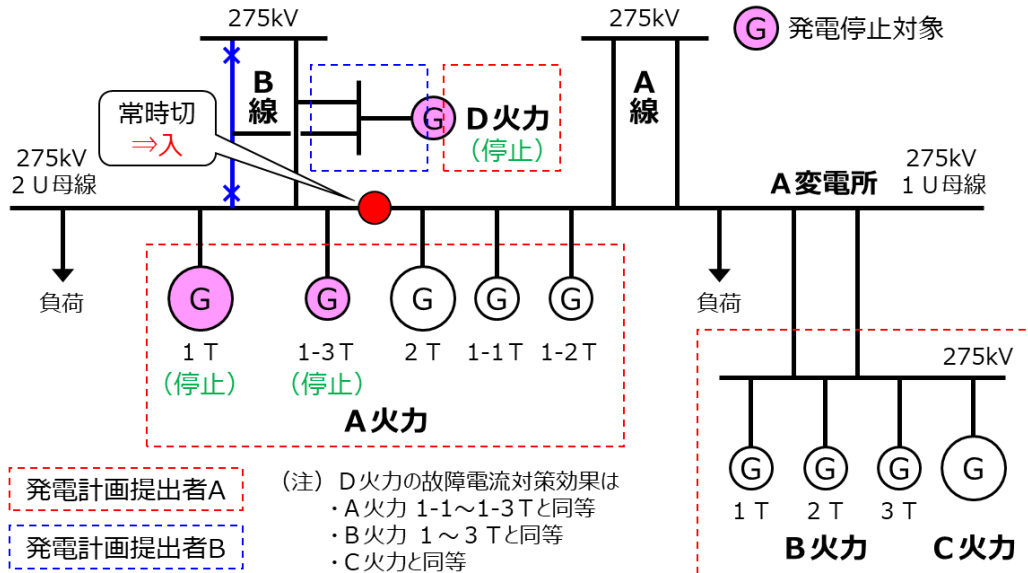 275kV
275kV
G 発電停止対象
B線
A線
常時切
⇒入
G
D火力
(停止)
275kV
2U母線
A変電所
275kV
1U母線
負荷
G
G
G
G
G
負荷
1T
1-3T
2T
1-1T
1-2T
(停止)
(停止)
A火力
275kV
G
G
G
G
1T
2T
3T
B火力
C火力
発電計画提出者A
発電計画提出者B
(注) D火力の故障電流対策効果は
・A火力 1-1~1-3Tと同等
・B火力 1~3Tと同等
・C火力と同等